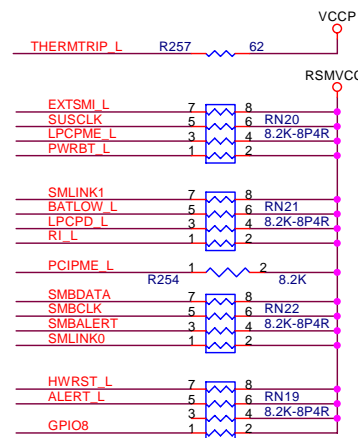 VCCP
THERMTRIP_L R257 62
RSMVCC
EXTSMI_L 7 8
SUSCLK 5 6 RN20
LPCPME_L 3 4 8.2K-8P4R
PWRBT_L 1 2
SMLINK1 7 8
BATLOW_L 5 6 RN21
LPCPD_L 3 4 8.2K-8P4R
RI_L 1 2
PCIPME_L 1 2
R254 8.2K
SMBDATA 7 8
SMBCLK 5 6 RN22
SMBALERT 3 4 8.2K-8P4R
SMLINK0 1 2
HWRST_L 7 8
ALERT_L 5 6 RN19
3 4 8.2K-8P4R
GPIO8 1 2